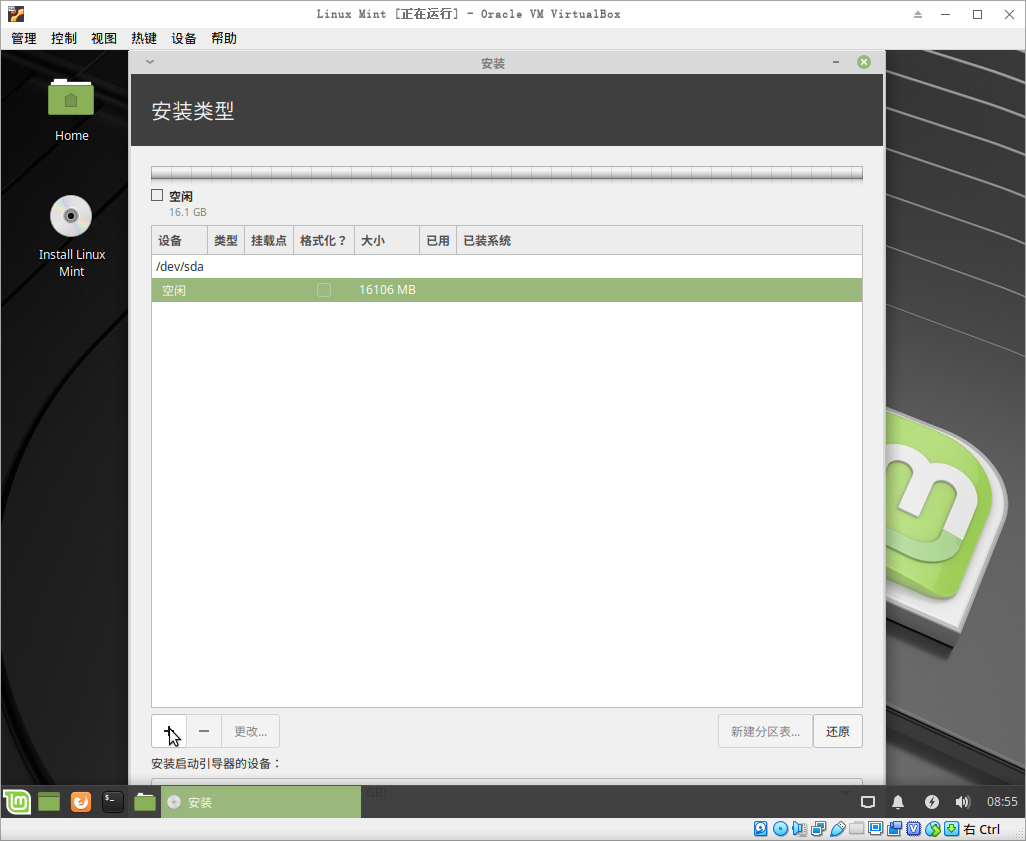 Linux Mint [正在运行] - Oracle VM VirtualBox
管理 控制 视图 热键 设备 帮助
安装
安装类型
Home
Install Linux
Mint
空闲
16.1 GB
设备 类型 挂载点 格式化？ 大小 已用 已装系统
/dev/sda
空闲 16106 MB
更改... 新建分区表... 还原
安装启动引导器的设备：
安装 08:55
右 Ctrl